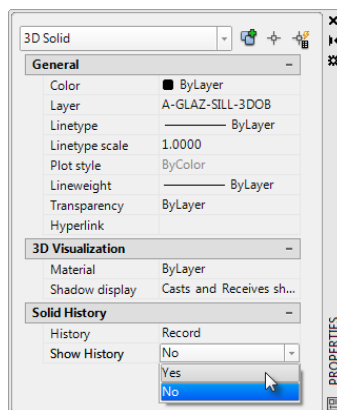 3D Solid
General
Color ByLayer
Layer A-GLAZ-SILL-3DOB
Linetype ByLayer
Linetype scale 1.0000
Plot style ByColor
Lineweight ByLayer
Transparency ByLayer
Hyperlink
3D Visualization
Material ByLayer
Shadow display Casts and Receives sh...
Solid History
History Record
Show History No
Yes
No
PROPERTIES